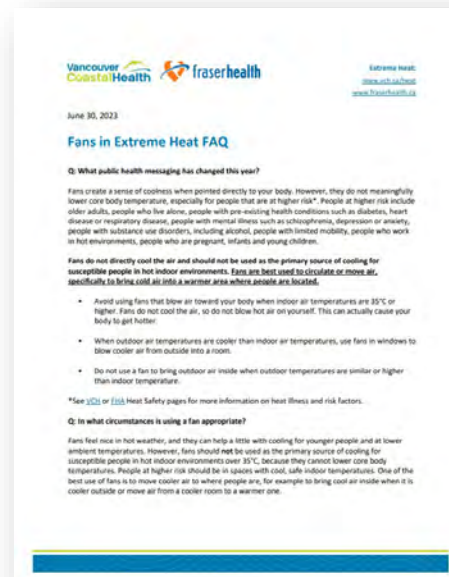 Vancouver
CoastalHealth
fraserhealth
Extreme Heat:
www.vch.ca/heat
www.fraserhealth.ca
June 30, 2023
Fans in Extreme Heat FAQ
Q: What public health messaging has changed this year?
Fans create a sense of coolness when pointed directly to your body. However, they do not meaningfully
lower core body temperature, especially for people that are at higher risk*. People at higher risk include
older adults, people who live alone, people with pre-existing health conditions such as diabetes, heart
disease or respiratory disease, people with mental illness such as schizophrenia, depression or anxiety,
people with substance use disorders, including alcohol, people with limited mobility, people who work
in hot environments, people who are pregnant, infants and young children.
Fans do not directly cool the air and should not be used as the primary source of cooling for
susceptible people in hot indoor environments. Fans are best used to circulate or move air,
specifically to bring cold air into a warmer area where people are located.
• Avoid using fans that blow air toward your body when indoor air temperatures are 35°C or
higher. Fans do not cool the air, so do not blow hot air on yourself. This can actually cause your
body to get hotter.
• When outdoor air temperatures are cooler than indoor air temperatures, use fans in windows to
blow cooler air from outside into a room.
• Do not use a fan to bring outdoor air inside when outdoor temperatures are similar or higher
than indoor temperature.
*See VCH or FHA Heat Safety pages for more information on heat illness and risk factors.
Q: In what circumstances is using a fan appropriate?
Fans feel nice in hot weather, and they can help a little with cooling for younger people and at lower
ambient temperatures. However, fans should not be used as the primary source of cooling for
susceptible people in hot indoor environments over 35°C, because they cannot lower core body
temperatures. People at higher risk should be in spaces with cool, safe indoor temperatures. One of the
best use of fans is to move cooler air to where people are, for example to bring cool air inside when it is
cooler outside or move air from a cooler room to a warmer one.